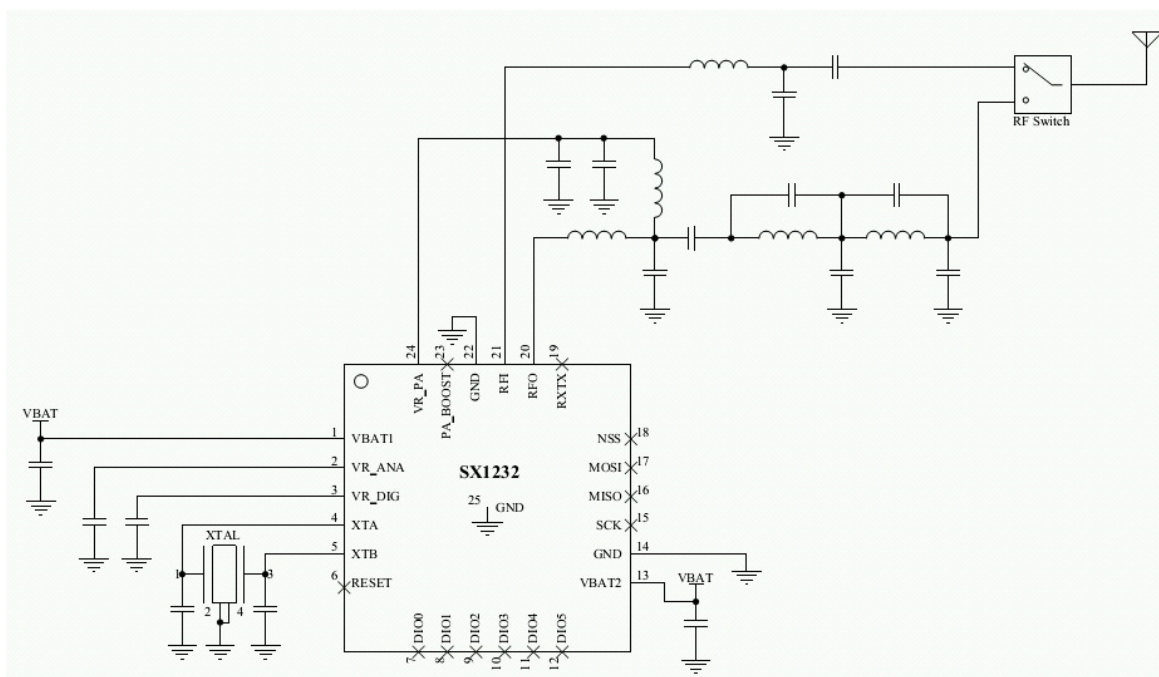 RF Switch
24
23
22
21
20
19
VR_PA
PA_BOOST
GND
RFI
RFO
RXTX
VBAT
1 VBAT1
2 VR_ANA
3 VR_DIG
4 XTA
5 XTB
6 RESET
SX1232
25 GND
NSS 18
MOSI 17
MISO 16
SCK 15
GND 14
VBAT2 13
VBAT
XTAL
1
3
2
4
DIO0
DIO1
DIO2
DIO3
DIO4
DIO5
7
8
9
10
11
12